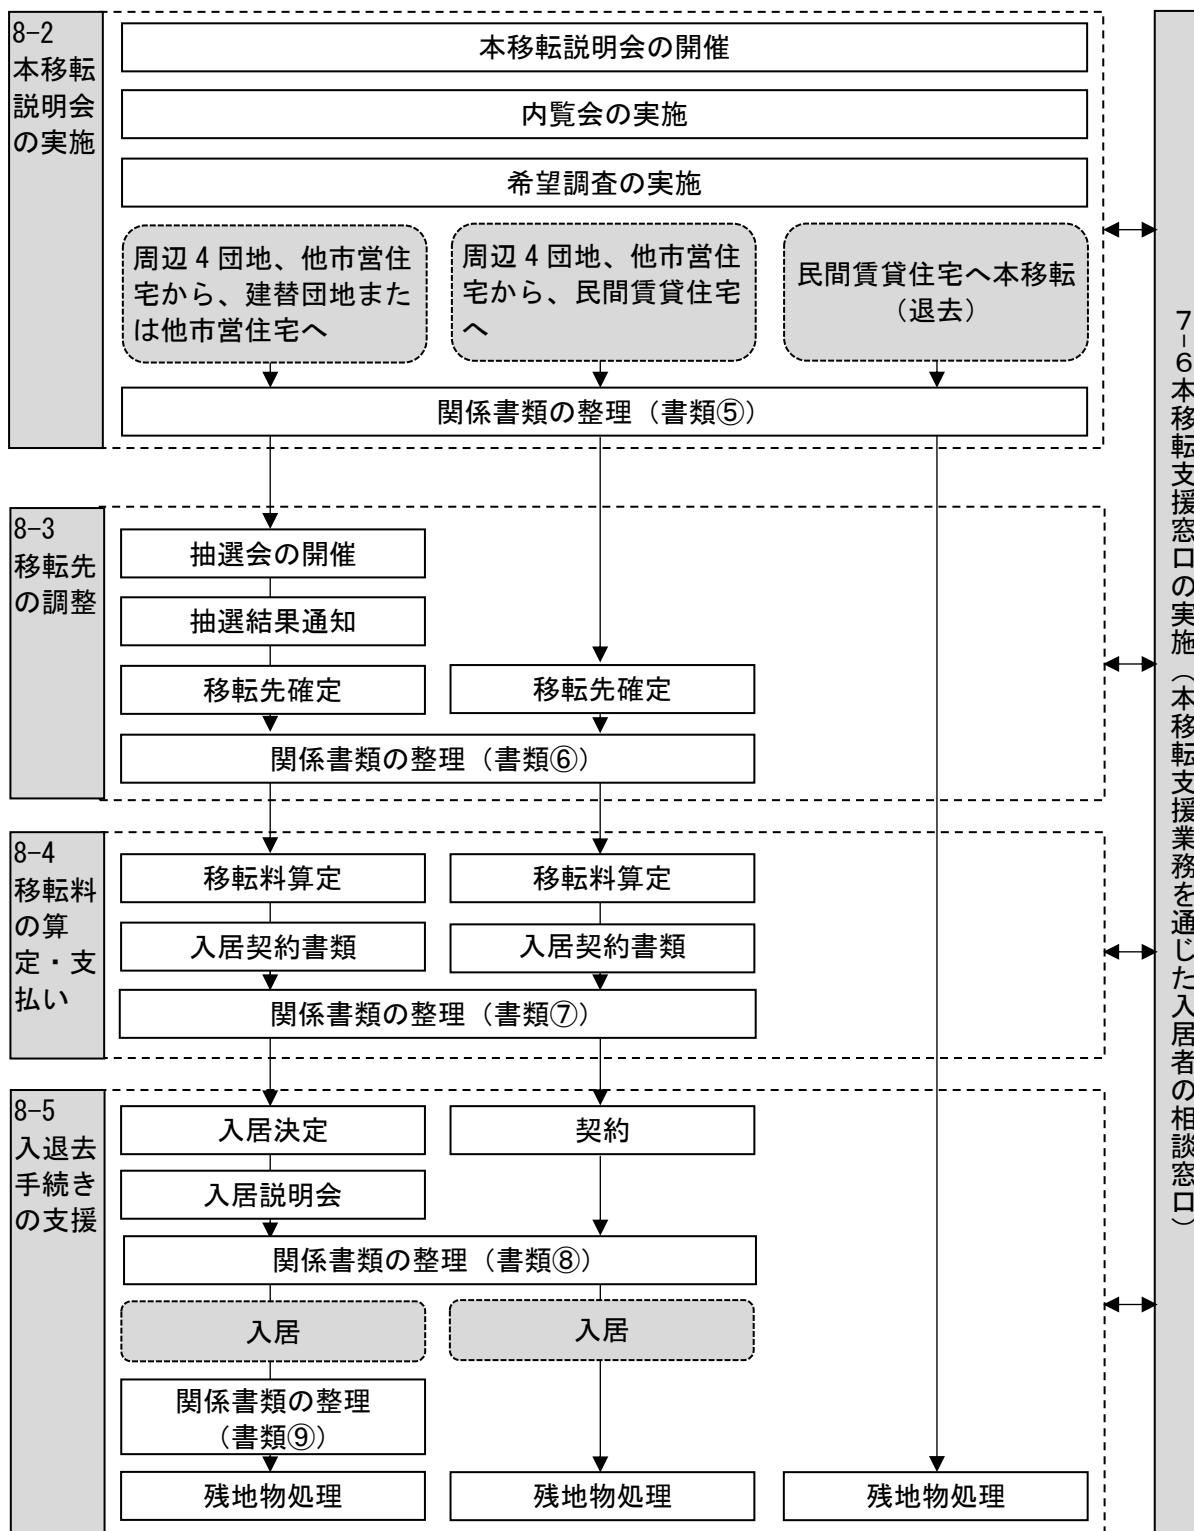 8-2
本移転
説明会
の実施
本移転説明会の開催
内覧会の実施
希望調査の実施
周辺4団地、他市営住
宅から、建替団地また
は他市営住宅へ
周辺4団地、他市営住
宅から、民間賃貸住宅
へ
民間賃貸住宅へ本移転
（退去）
関係書類の整理（書類⑤）
8-3
移転先
の調整
抽選会の開催
抽選結果通知
移転先確定
移転先確定
関係書類の整理（書類⑥）
8-4
移転料
の算
定・支
払い
移転料算定
移転料算定
入居契約書類
入居契約書類
関係書類の整理（書類⑦）
8-5
入退去
手続き
の支援
入居決定
契約
入居説明会
関係書類の整理（書類⑧）
入居
入居
関係書類の整理
（書類⑨）
残地物処理
残地物処理
残地物処理
７-６本移転支援窓口の実施（本移転支援業務を通じた入居者の相談窓口）